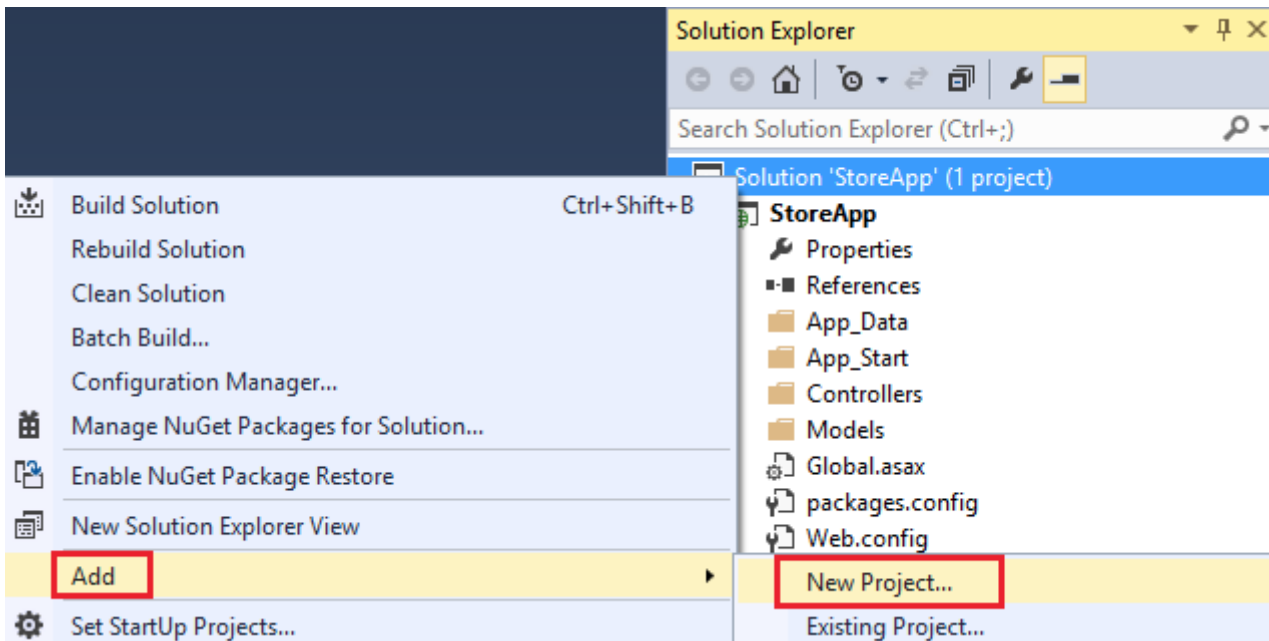 Solution Explorer
Search Solution Explorer (Ctrl+;)
Solution 'StoreApp' (1 project)
StoreApp
Properties
References
App_Data
App_Start
Controllers
Models
Global.asax
packages.config
Web.config
Build Solution Ctrl+Shift+B
Rebuild Solution
Clean Solution
Batch Build...
Configuration Manager...
Manage NuGet Packages for Solution...
Enable NuGet Package Restore
New Solution Explorer View
Add
Set StartUp Projects...
New Project...
Existing Project...